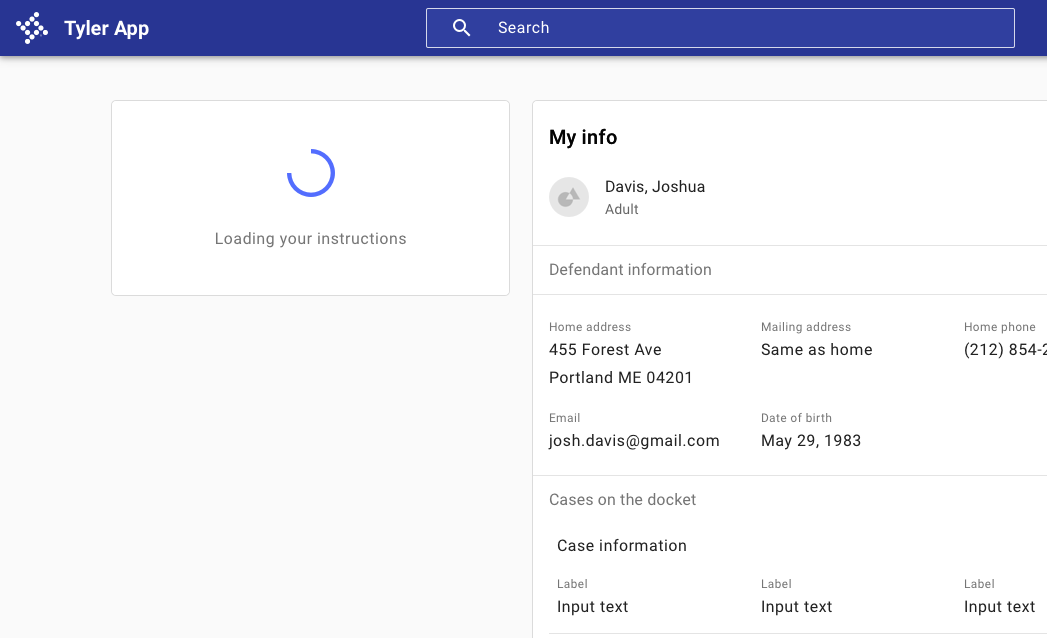 Tyler App
Search
Loading your instructions
My info
Davis, Joshua
Adult
Defendant information
Home address
455 Forest Ave
Portland ME 04201
Mailing address
Same as home
Home phone
(212) 854-
Email
josh.davis@gmail.com
Date of birth
May 29, 1983
Cases on the docket
Case information
Label
Input text
Label
Input text
Label
Input text